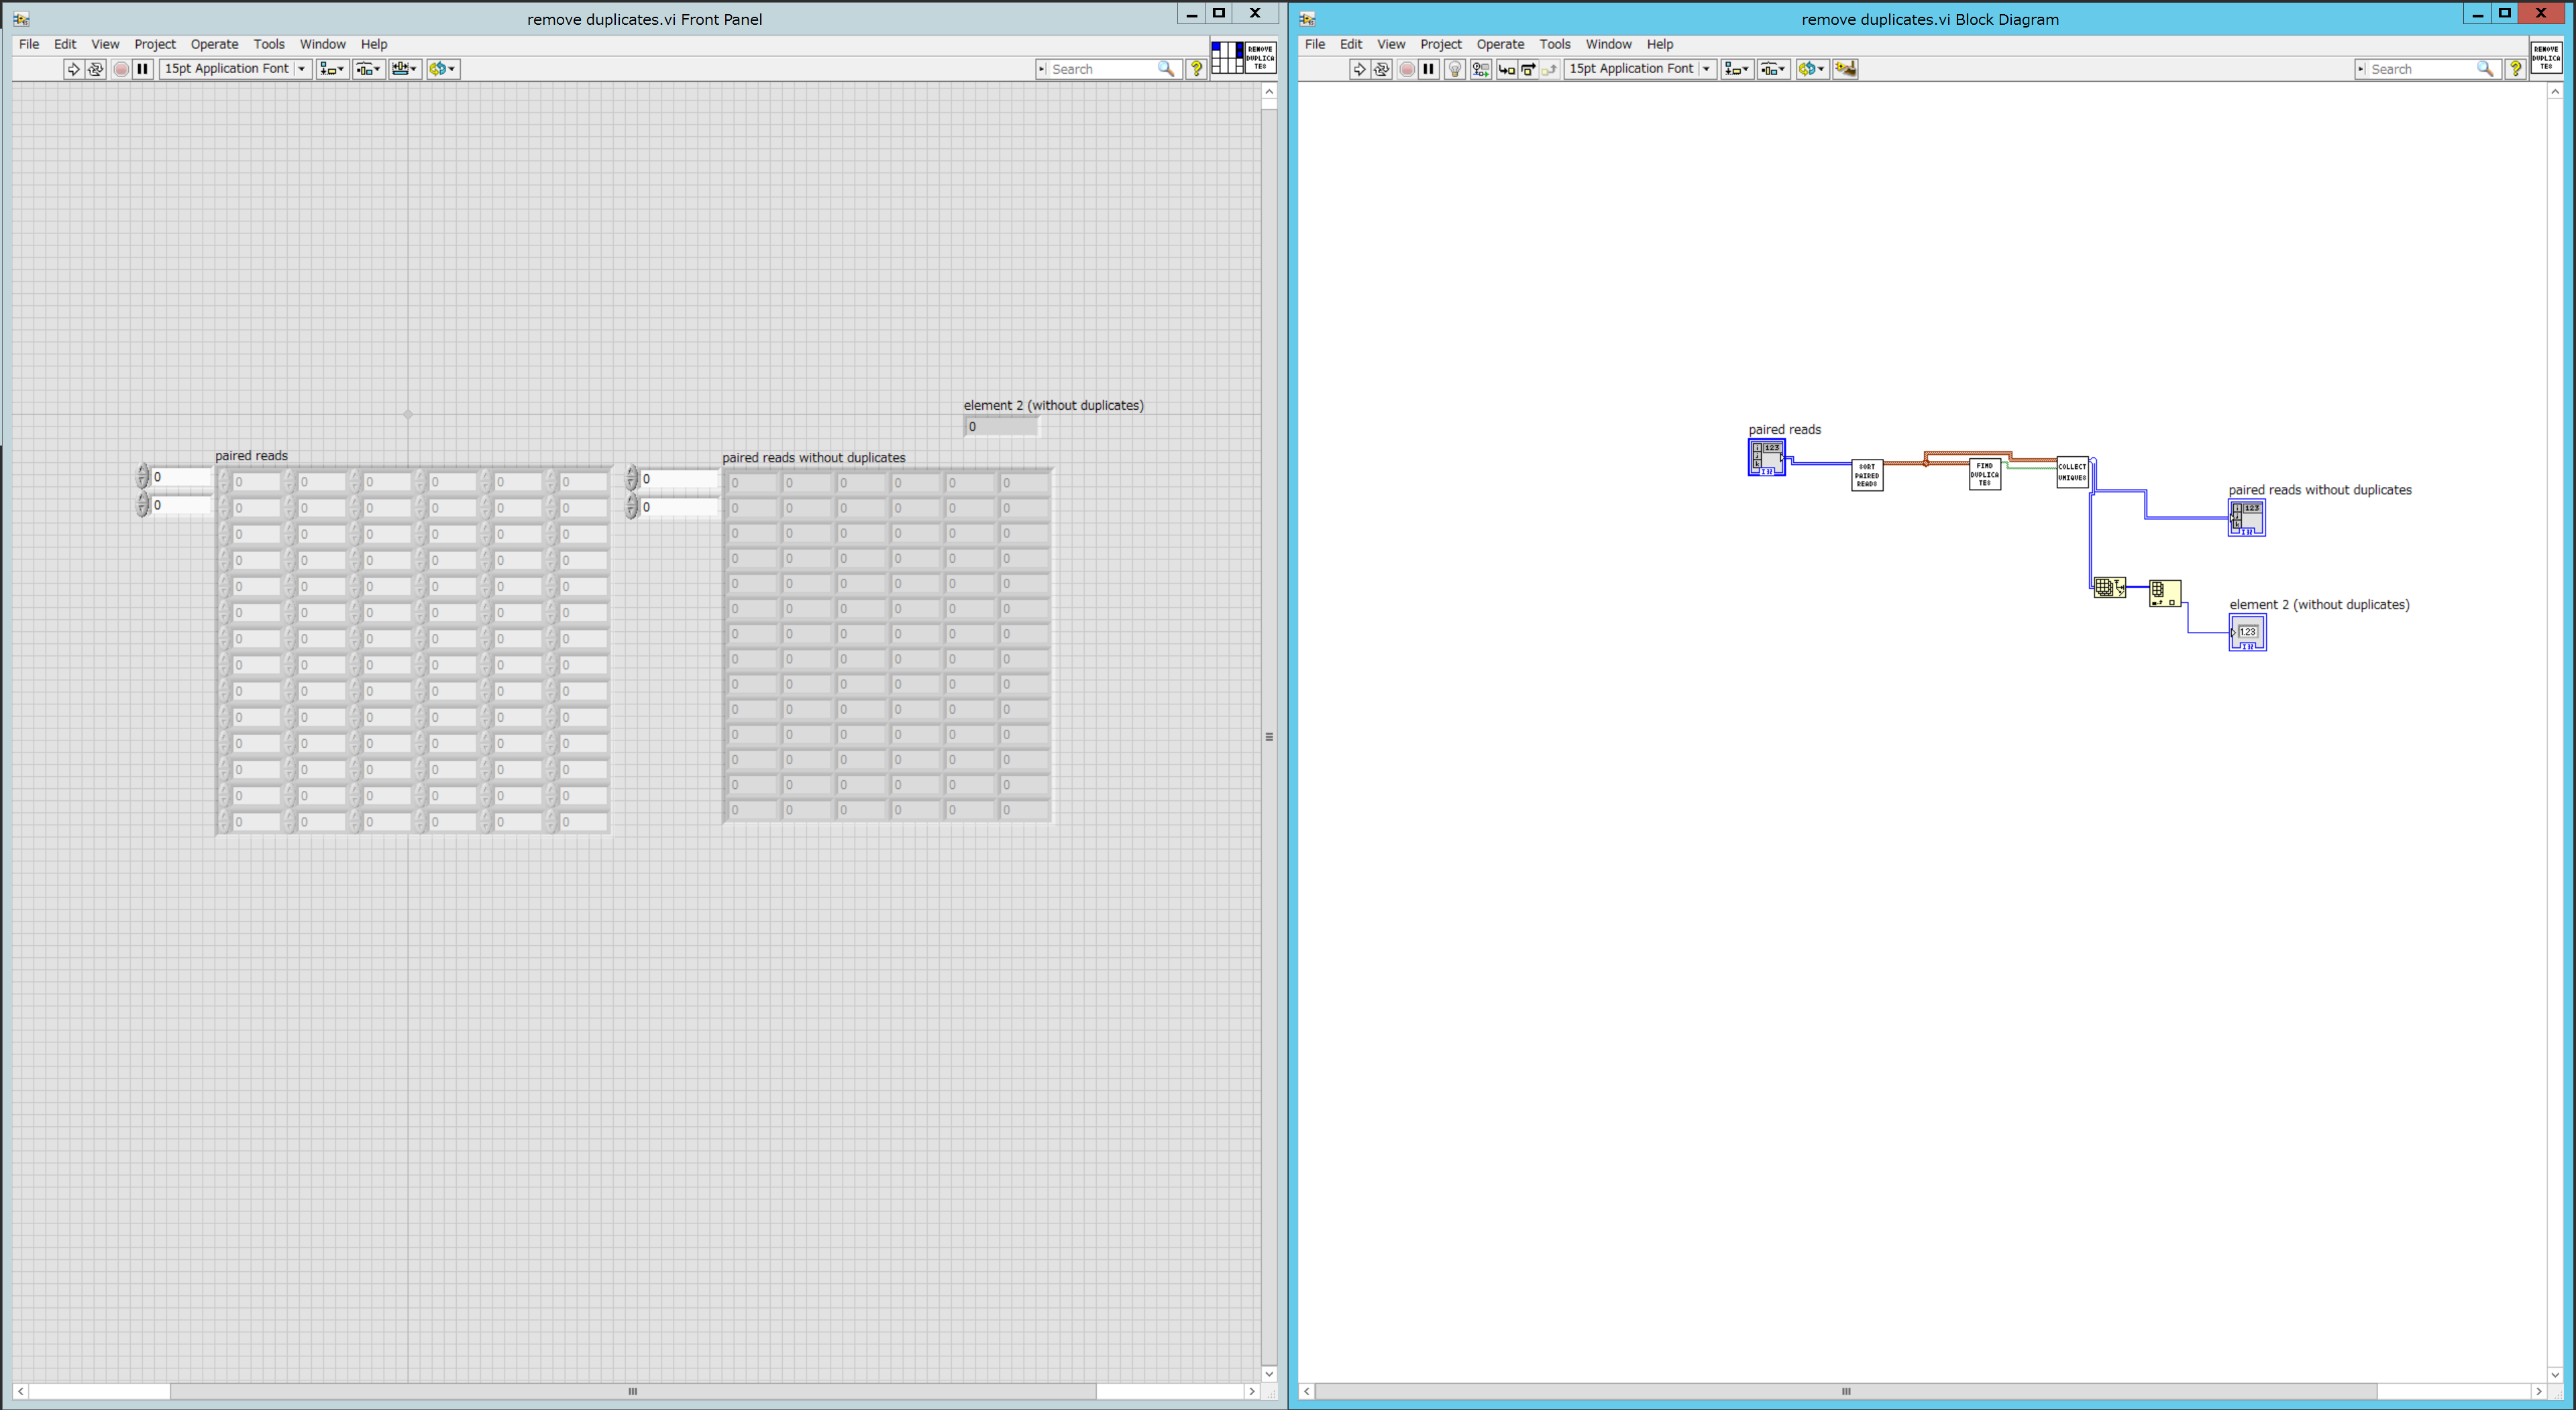 remove duplicates.vi Front Panel
File Edit View Project Operate Tools Window Help
15pt Application Font
Search
?
REMOVE
DUPLICA
TES
element 2 (without duplicates)
0
paired reads
0
0
0 0 0 0 0 0
0 0 0 0 0 0
0 0 0 0 0 0
0 0 0 0 0 0
0 0 0 0 0 0
0 0 0 0 0 0
0 0 0 0 0 0
0 0 0 0 0 0
0 0 0 0 0 0
0 0 0 0 0 0
0 0 0 0 0 0
0 0 0 0 0 0
0 0 0 0 0 0
0 0 0 0 0 0
paired reads without duplicates
0
0
0 0 0 0 0 0
0 0 0 0 0 0
0 0 0 0 0 0
0 0 0 0 0 0
0 0 0 0 0 0
0 0 0 0 0 0
0 0 0 0 0 0
0 0 0 0 0 0
0 0 0 0 0 0
0 0 0 0 0 0
0 0 0 0 0 0
0 0 0 0 0 0
0 0 0 0 0 0
0 0 0 0 0 0
remove duplicates.vi Block Diagram
File Edit View Project Operate Tools Window Help
15pt Application Font
Search
?
REMOVE
DUPLICA
TES
paired reads
123
SORT
PAIRED
READS
FIND
DUPLICA
TES
COLLECT
UNIQUES
paired reads without duplicates
123
element 2 (without duplicates)
1.23